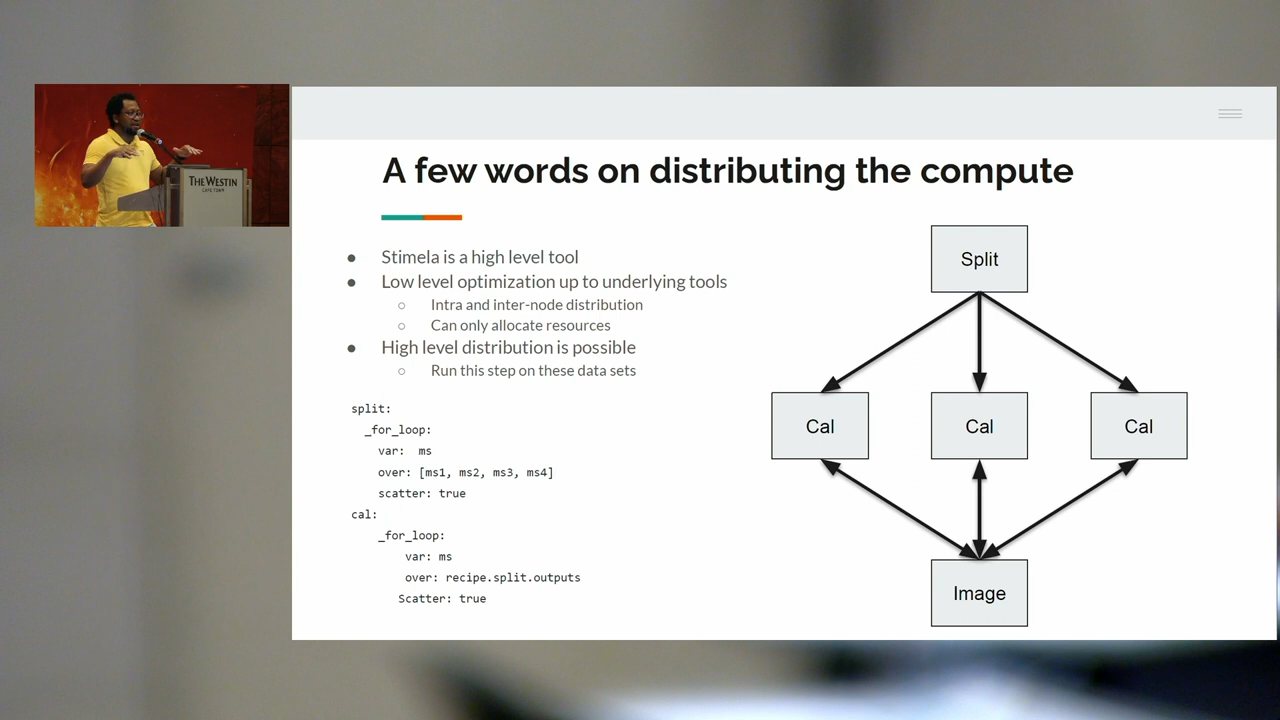 THE WESTIN
CAPE TOWN
A few words on distributing the compute
● Stimela is a high level tool
● Low level optimization up to underlying tools
○ Intra and inter-node distribution
○ Can only allocate resources
● High level distribution is possible
○ Run this step on these data sets
split:
_for_loop:
var: ms
over: [ms1, ms2, ms3, ms4]
scatter: true
cal:
_for_loop:
var: ms
over: recipe.split.outputs
Scatter: true
Split
Cal
Cal
Cal
Image